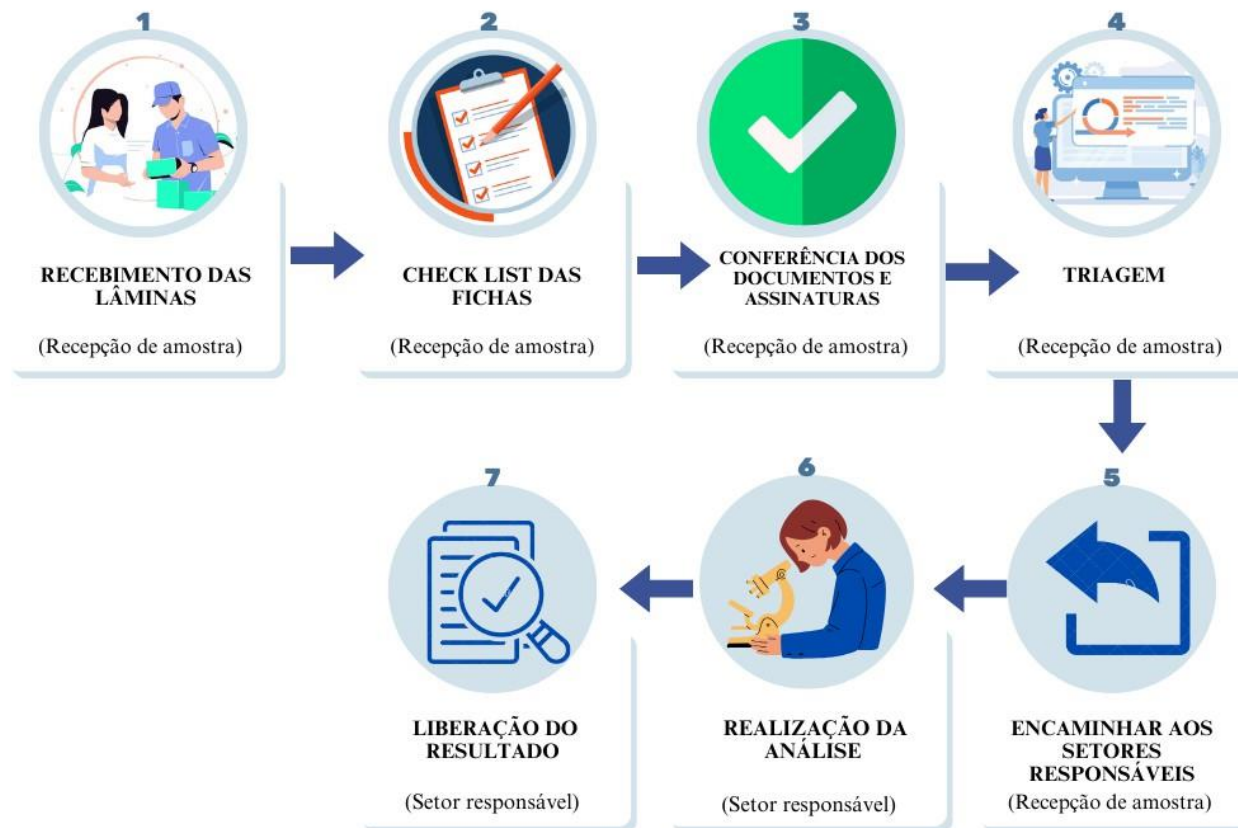 1
RECEBIMENTO DAS
LÂMINAS
(Recepção de amostra)
2
CHECK LIST DAS
FICHAS
(Recepção de amostra)
3
CONFERÊNCIA DOS
DOCUMENTOS E
ASSINATURAS
(Recepção de amostra)
4
TRIAGEM
(Recepção de amostra)
5
ENCAMINHAR AOS
SETORES
RESPONSÁVEIS
(Recepção de amostra)
6
REALIZAÇÃO DA
ANÁLISE
(Setor responsável)
7
LIBERAÇÃO DO
RESULTADO
(Setor responsável)